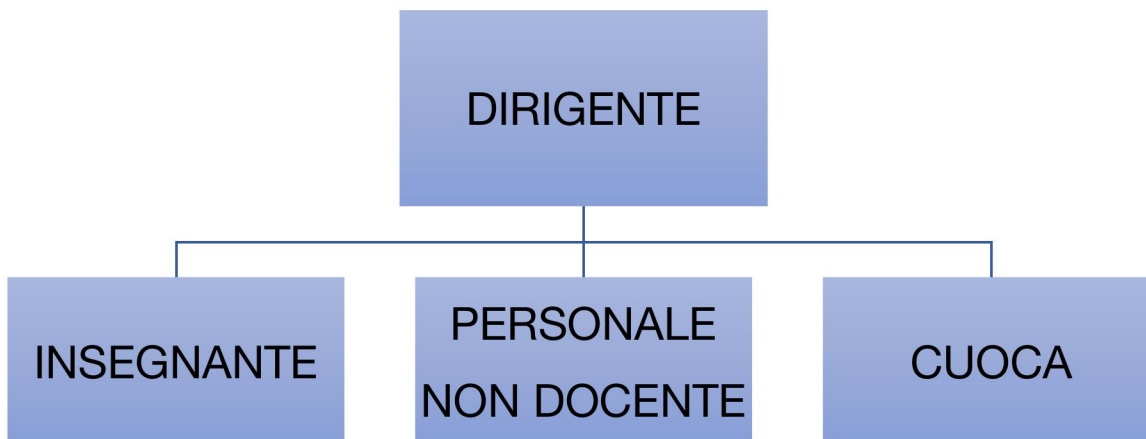 DIRIGENTE
INSEGNANTE
PERSONALE
NON DOCENTE
CUOCA